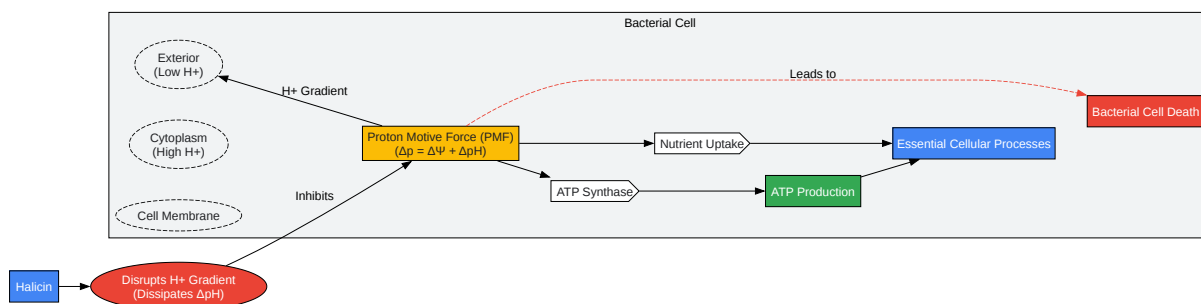 Bacterial Cell
Exterior
(Low H+)
H+ Gradient
Leads to
Bacterial Cell Death
Cytoplasm
(High H+)
Proton Motive Force (PMF)
(Δp = ΔΨ + ΔpH)
Nutrient Uptake
Essential Cellular Processes
ATP Synthase
ATP Production
Inhibits
Cell Membrane
Halicin
Disrupts H+ Gradient
(Dissipates ΔpH)